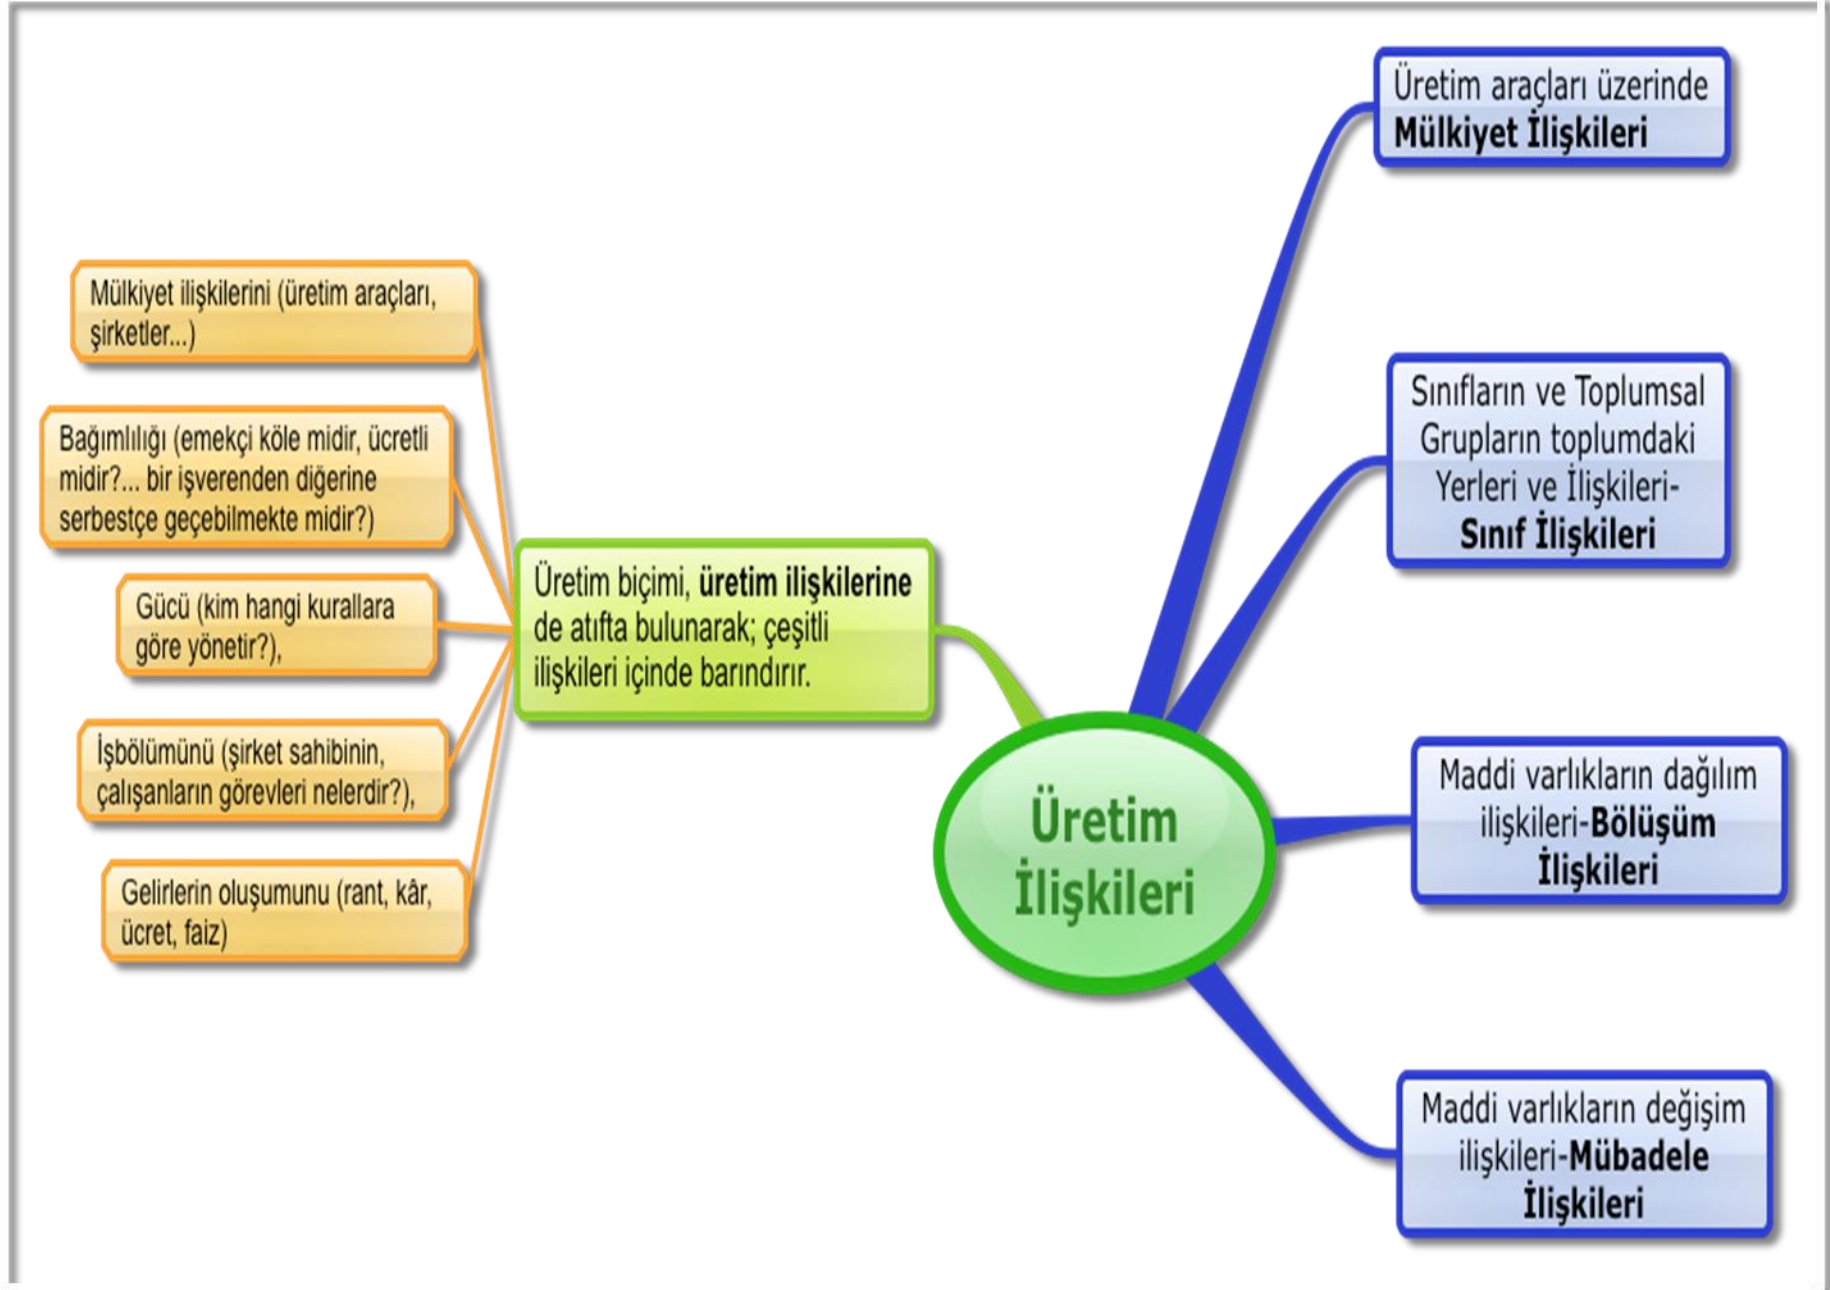 Üretim araçları üzerinde
Mülkiyet İlişkileri
Sınıfların ve Toplumsal
Grupların toplumdaki
Yerleri ve İlişkileri-
Sınıf İlişkileri
Maddi varlıkların dağılım
ilişkileri-Bölüşüm
İlişkileri
Maddi varlıkların değişim
ilişkileri-Mübadele
İlişkileri
Üretim
İlişkileri
Üretim biçimi, üretim ilişkilerine
de atıfta bulunarak; çeşitli
ilişkileri içinde barındırır.
Mülkiyet ilişkilerini (üretim araçları,
şirketler...)
Bağımlılığı (emekçi köle midir, ücretli
midir?... bir işverenden diğerine
serbestçe geçebilmekte midir?)
Gücü (kim hangi kurallara
göre yönetir?),
İşbölümünü (şirket sahibinin,
çalışanların görevleri nelerdir?),
Gelirlerin oluşumunu (rant, kâr,
ücret, faiz)